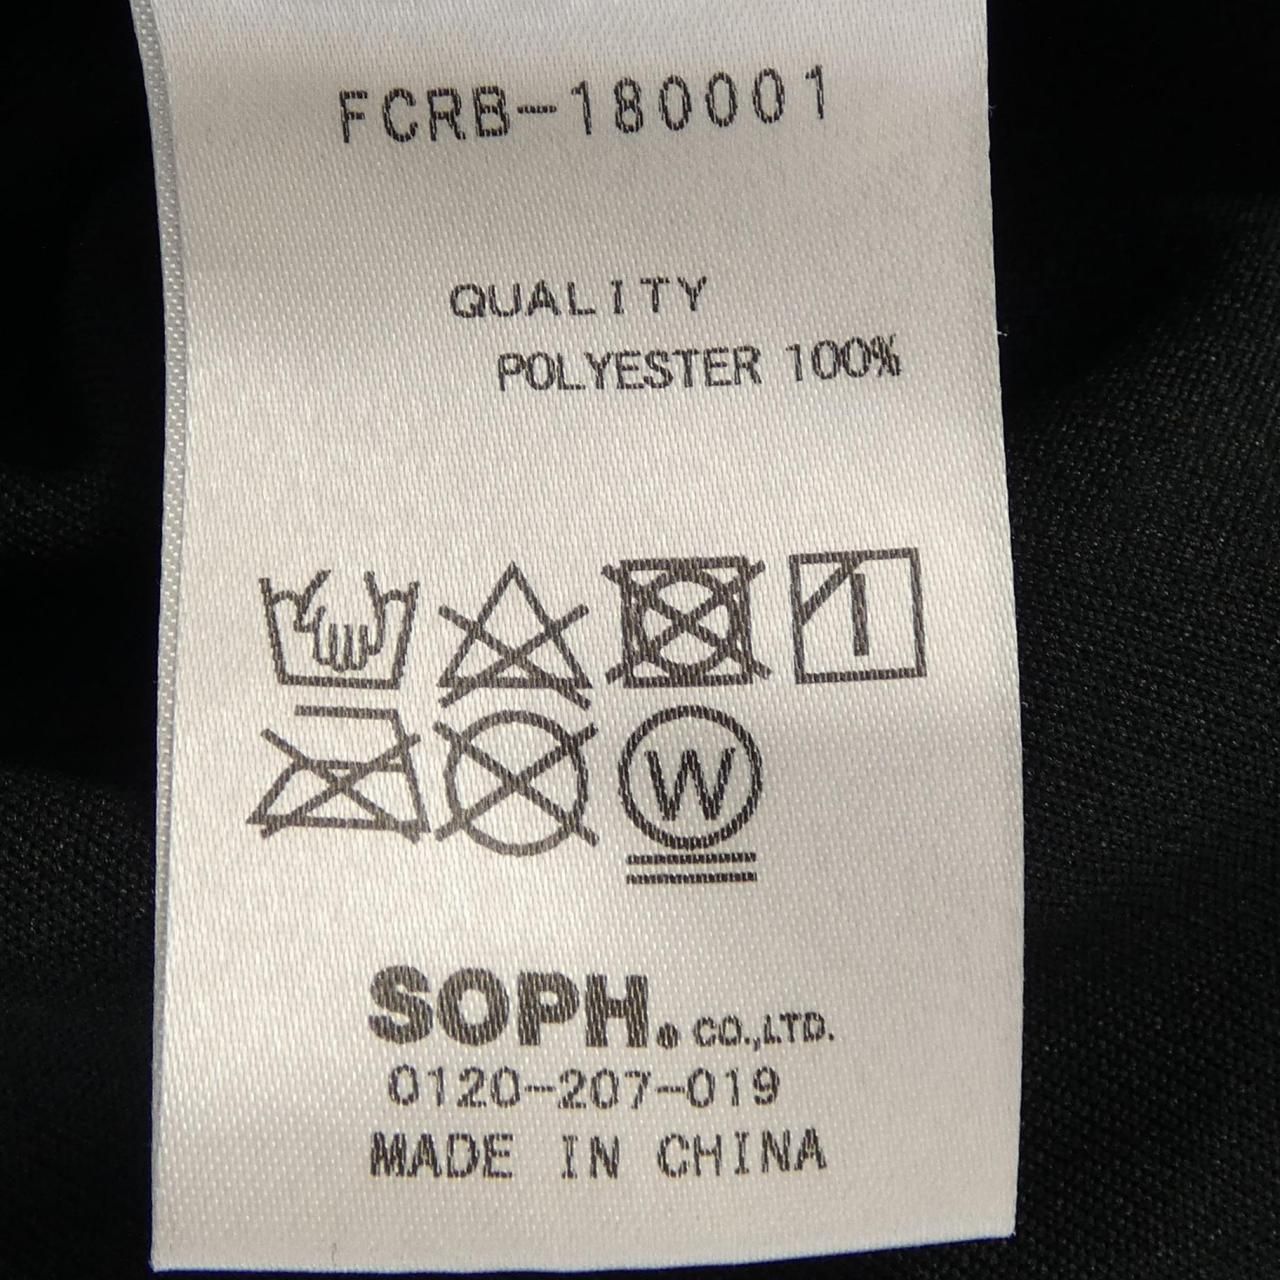 FCRB-180001
QUALITY
POLYESTER 100%
W
SOPH.® CO.,LTD.
0120-207-019
MADE IN CHINA